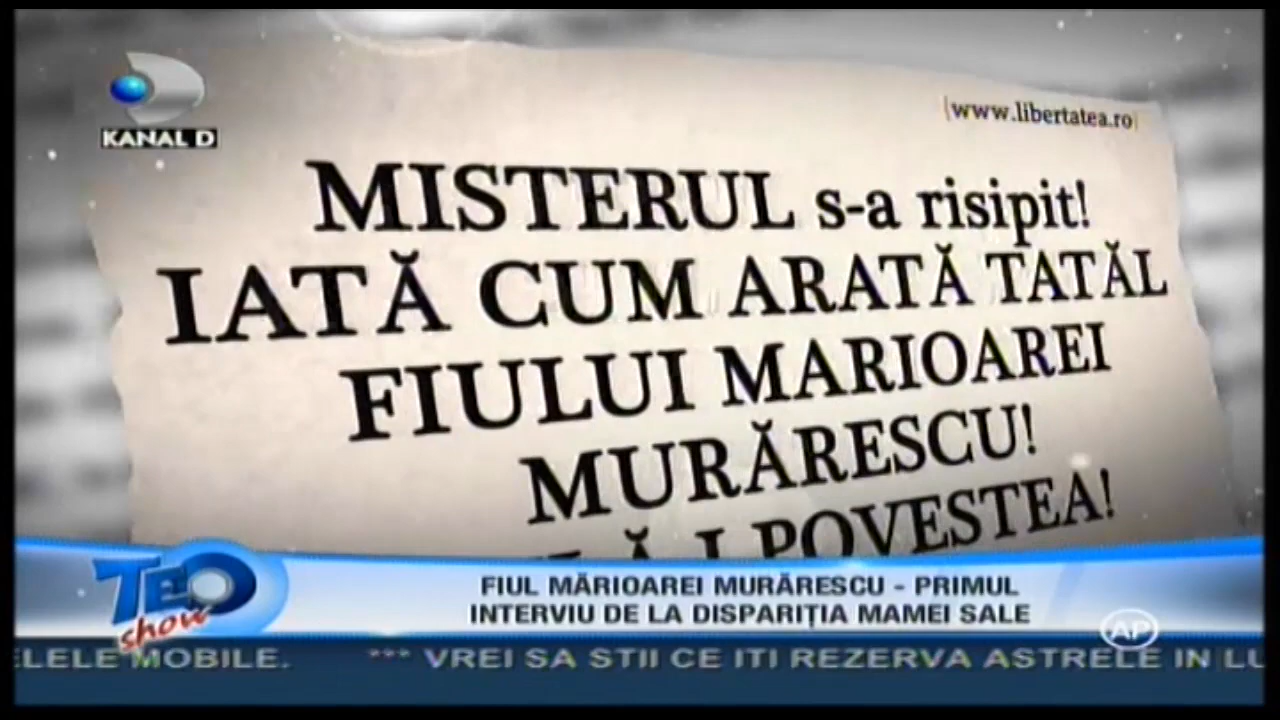 KANAL D
www.libertatea.ro
MISTERUL s-a risipit!
IATĂ CUM ARATĂ TATĂL
FIULUI MARIOAREI
MURĂRESCU!
POVESTEA!
TEO
show
FIUL MĂRIOAREI MURĂRESCU - PRIMUL
INTERVIU DE LA DISPARIȚIA MAMEI SALE
AP
ELELE MOBILE. *** VREI SA STII CE ITI REZERVA ASTRELE IN LU